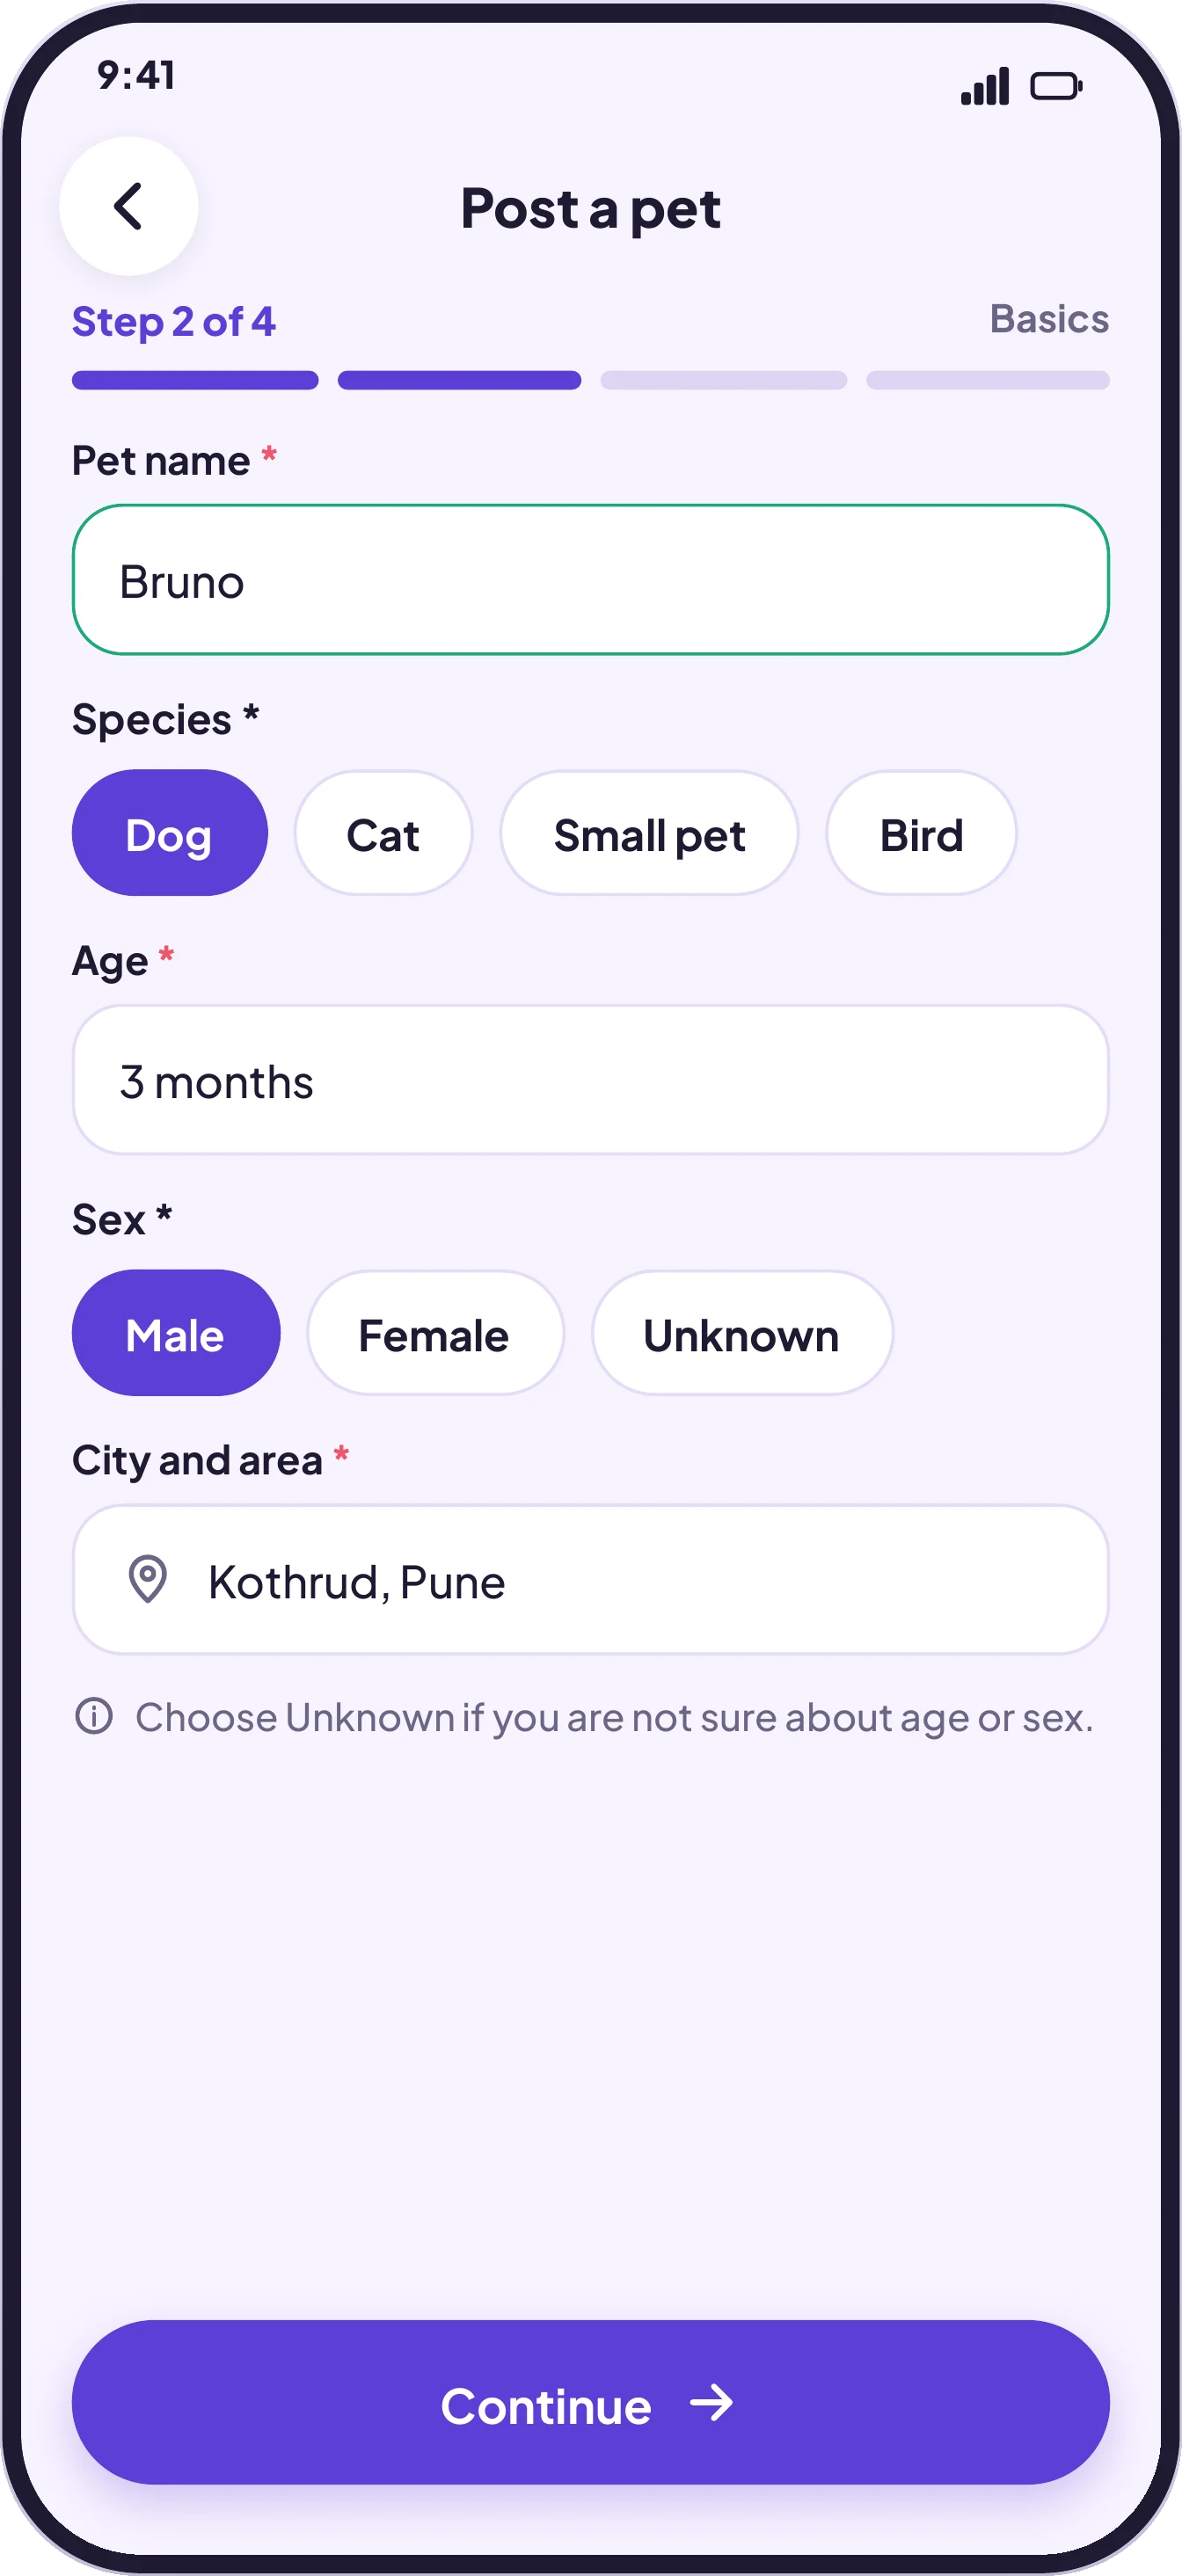 9:41
Post a pet
Step 2 of 4
Basics
Pet name *
Bruno
Species *
Dog
Cat
Small pet
Bird
Age *
3 months
Sex *
Male
Female
Unknown
City and area *
Kothrud, Pune
Choose Unknown if you are not sure about age or sex.
Continue →